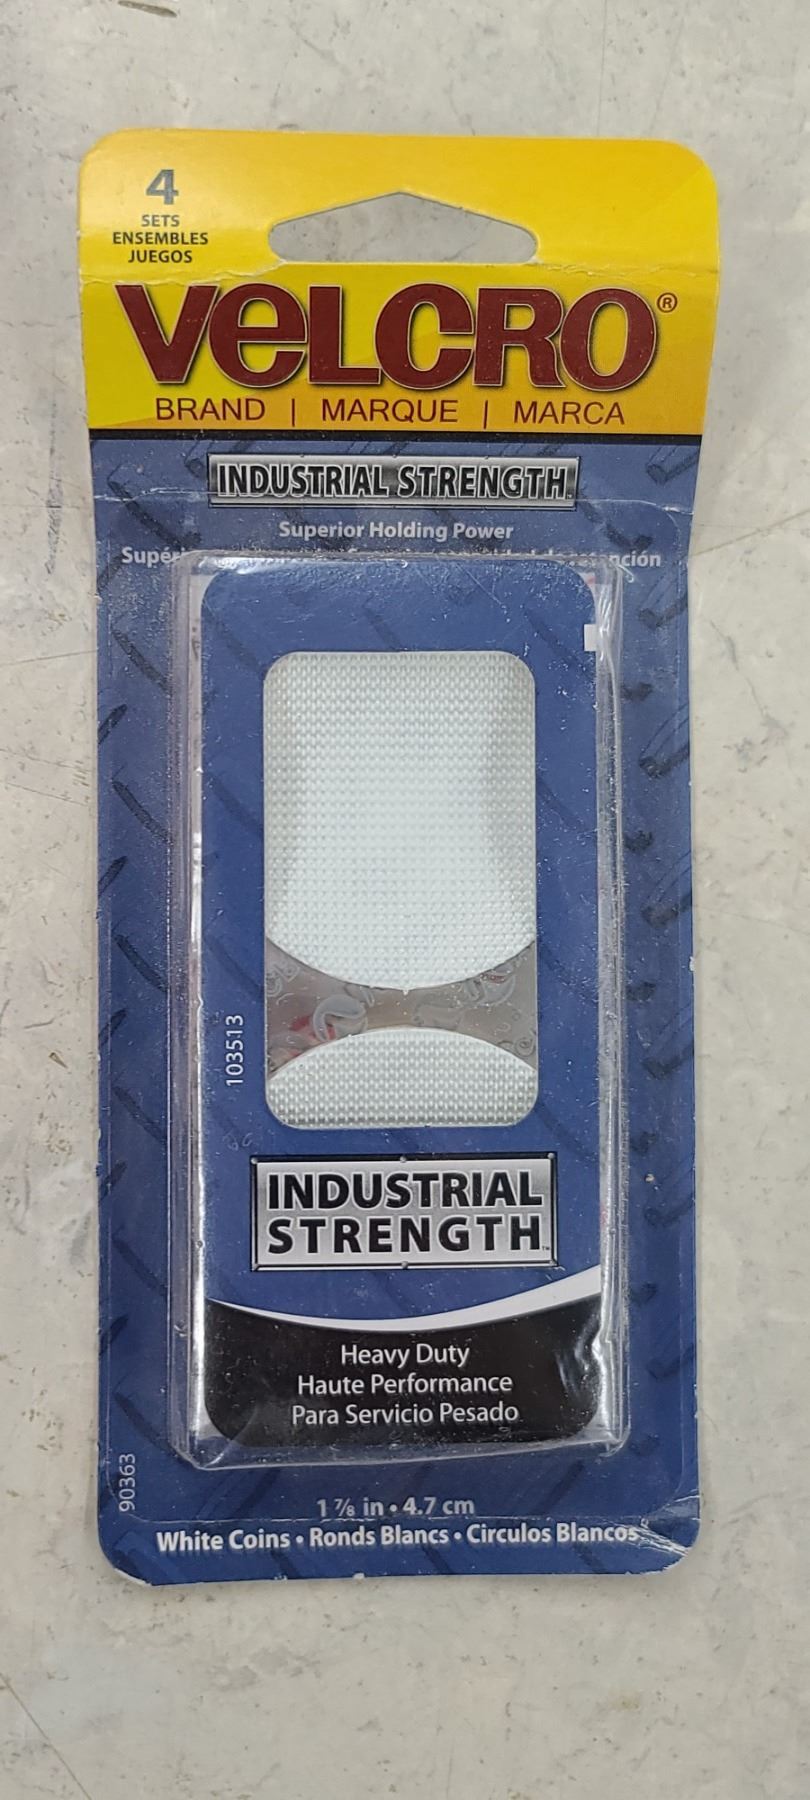 4
SETS
ENSEMBLES
JUEGOS
VELCRO®
BRAND | MARQUE | MARCA
INDUSTRIAL STRENGTH
Superior Holding Power
INDUSTRIAL
STRENGTH™
103513
Heavy Duty
Haute Performance
Para Servicio Pesado
90363
1 ⅞ in • 4.7 cm
White Coins • Ronds Blancs • Circulos Blancos